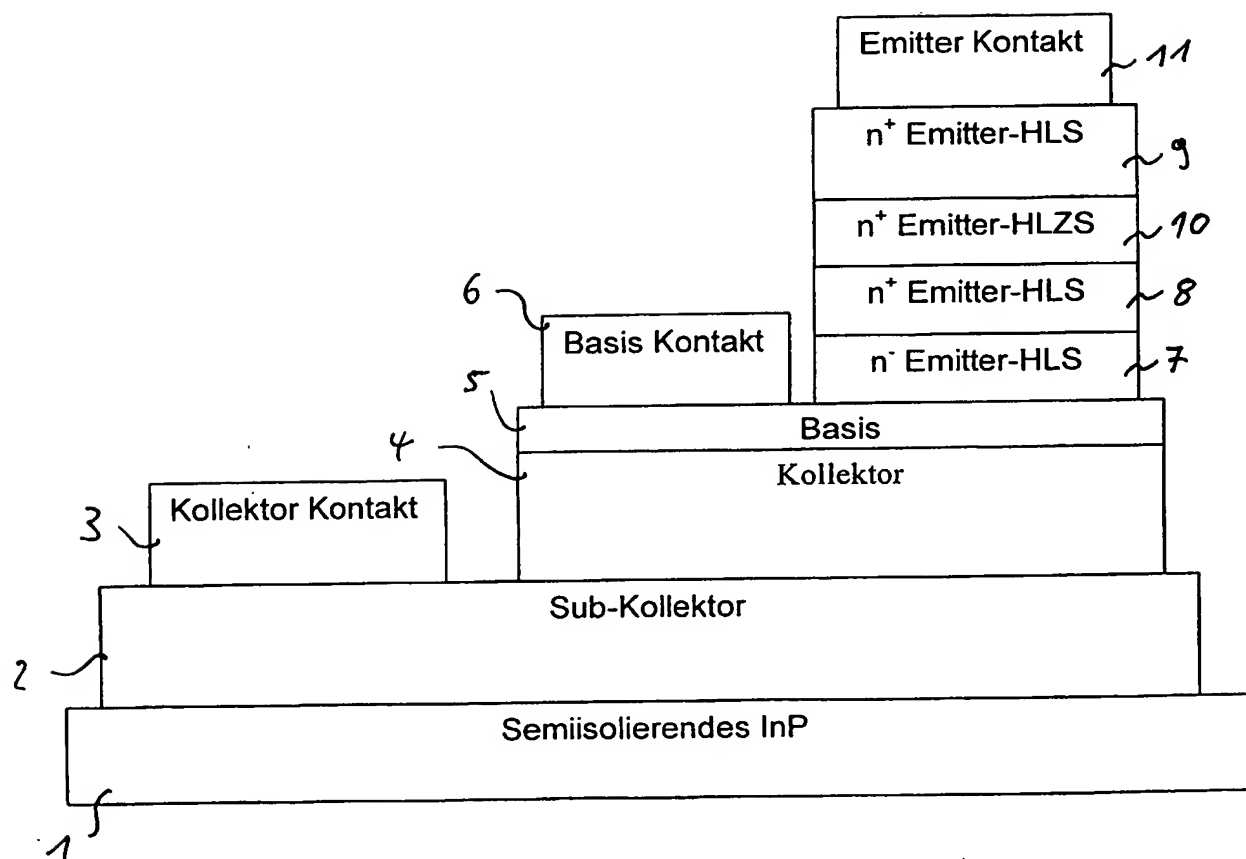 Emitter Kontakt
11
n⁺ Emitter-HLS
9
n⁺ Emitter-HLZS
10
n⁺ Emitter-HLS
8
n⁻ Emitter-HLS
7
6
Basis Kontakt
5
Basis
4
Kollektor
3
Kollektor Kontakt
Sub-Kollektor
2
Semiisolierendes InP
1